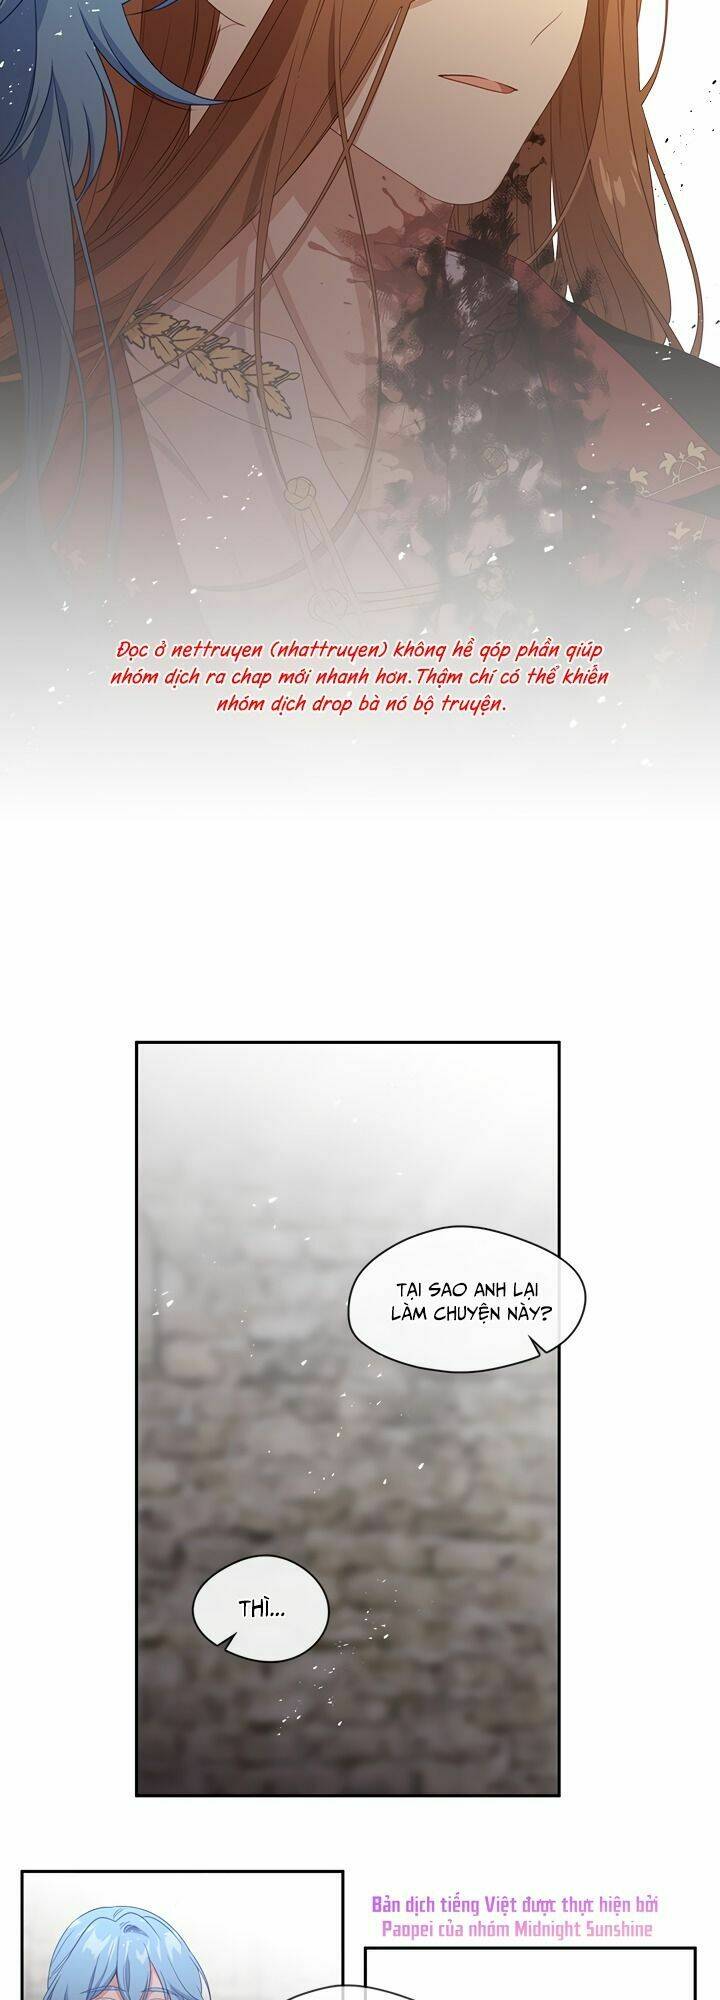 Đọc ở nettruyen (nhattruyen) không hề góp phần giúp
nhóm dịch ra chap mới nhanh hơn.Thậm chí có thể khiến
nhóm dịch drop bà nó bộ truyện.
TẠI SAO ANH LẠI
LÀM CHUYỆN NÀY?
THÌ...
Bản dịch tiếng Việt được thực hiện bởi
Paopei của nhóm Midnight Sunshine